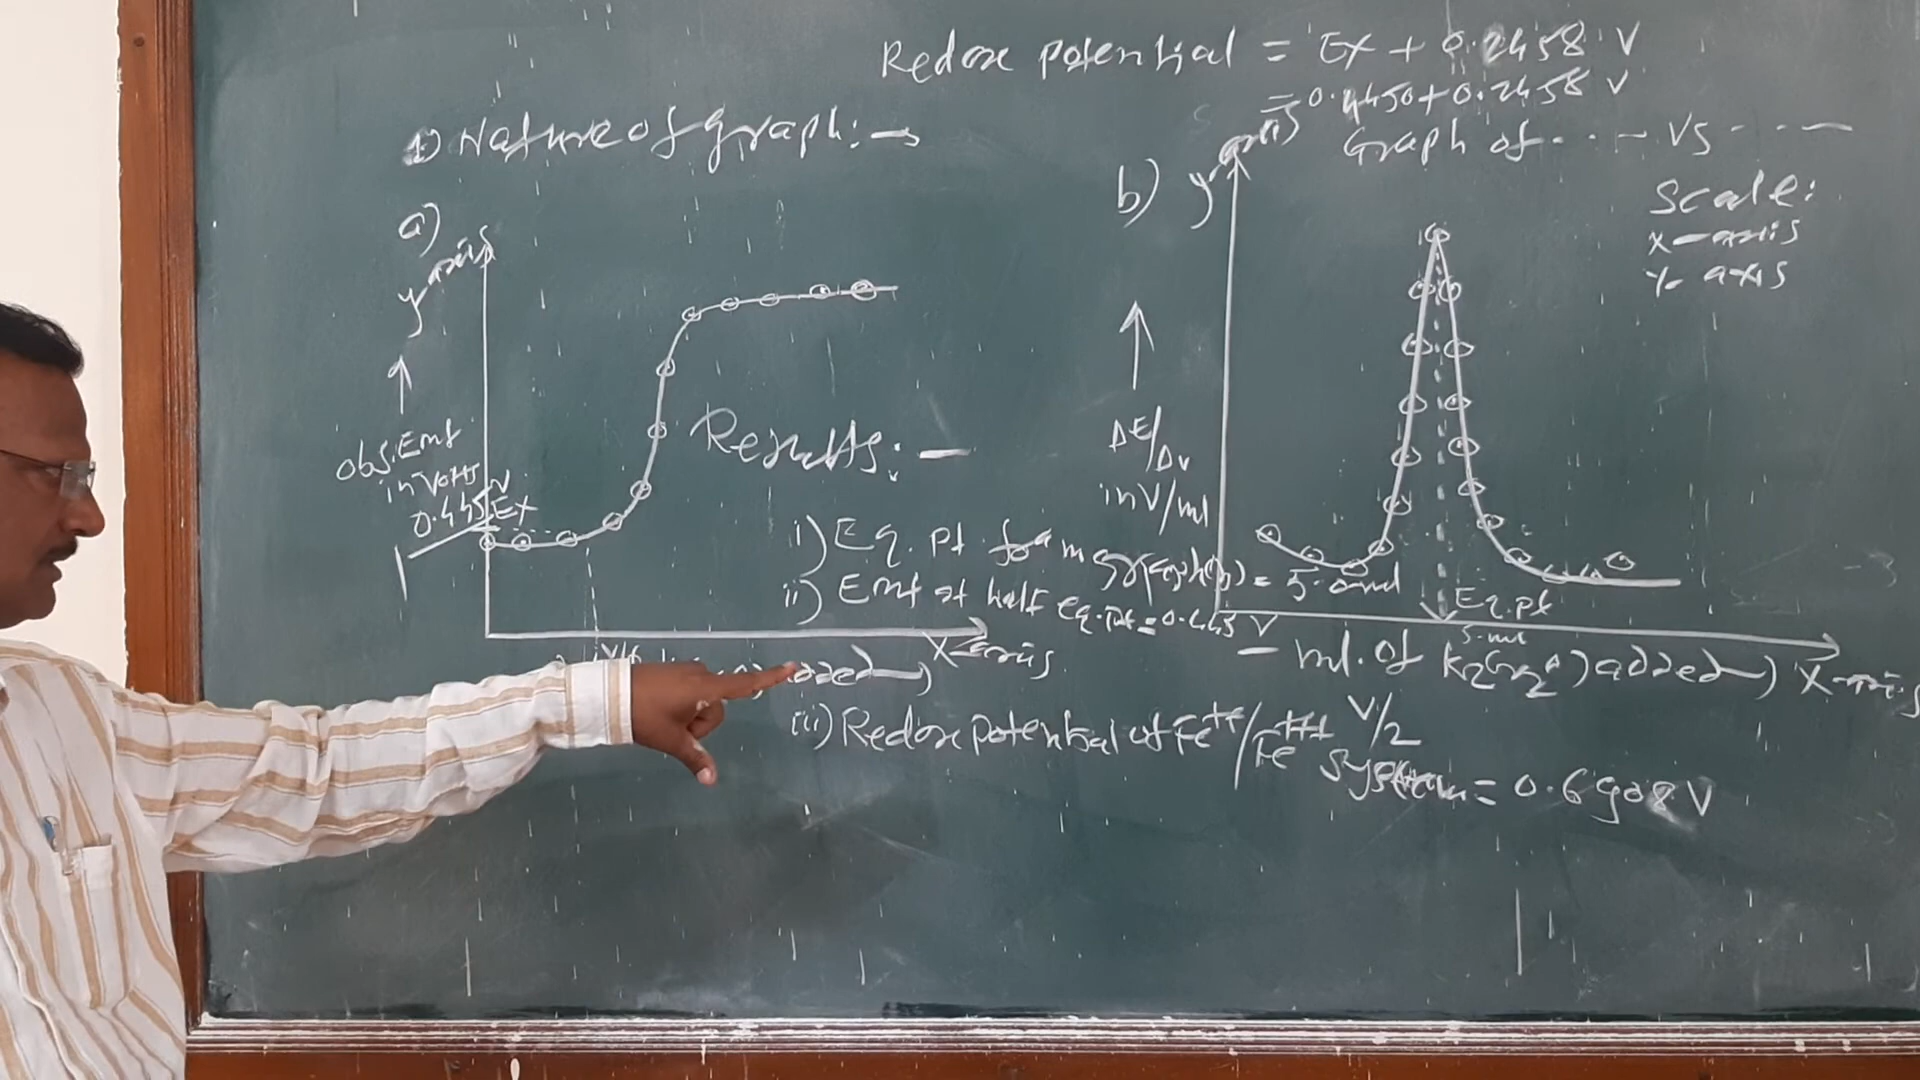 Redox potential = Ex + 0.2458 V
= 0.4450 + 0.2458 V
1) Nature of graph: →
a)
y axis
obs. Emf
in Volts
0.445 V
Ex
added →)
X-axis
b) y axis
Graph of ... - Vs - - - -
Scale:
X-axis
Y-axis
ΔE/Δv
in V/ml
Eq. pt
5 ml
- ml. of K2Cr2O7 added →) X-axis
Results: -
i) Eq. pt. from graph (b) = 5.0 ml
ii) Emf at half eq. pt. = 0.445 V
V/2
iii) Redox potential of Fe++/Fe+++ system = 0.6908 V